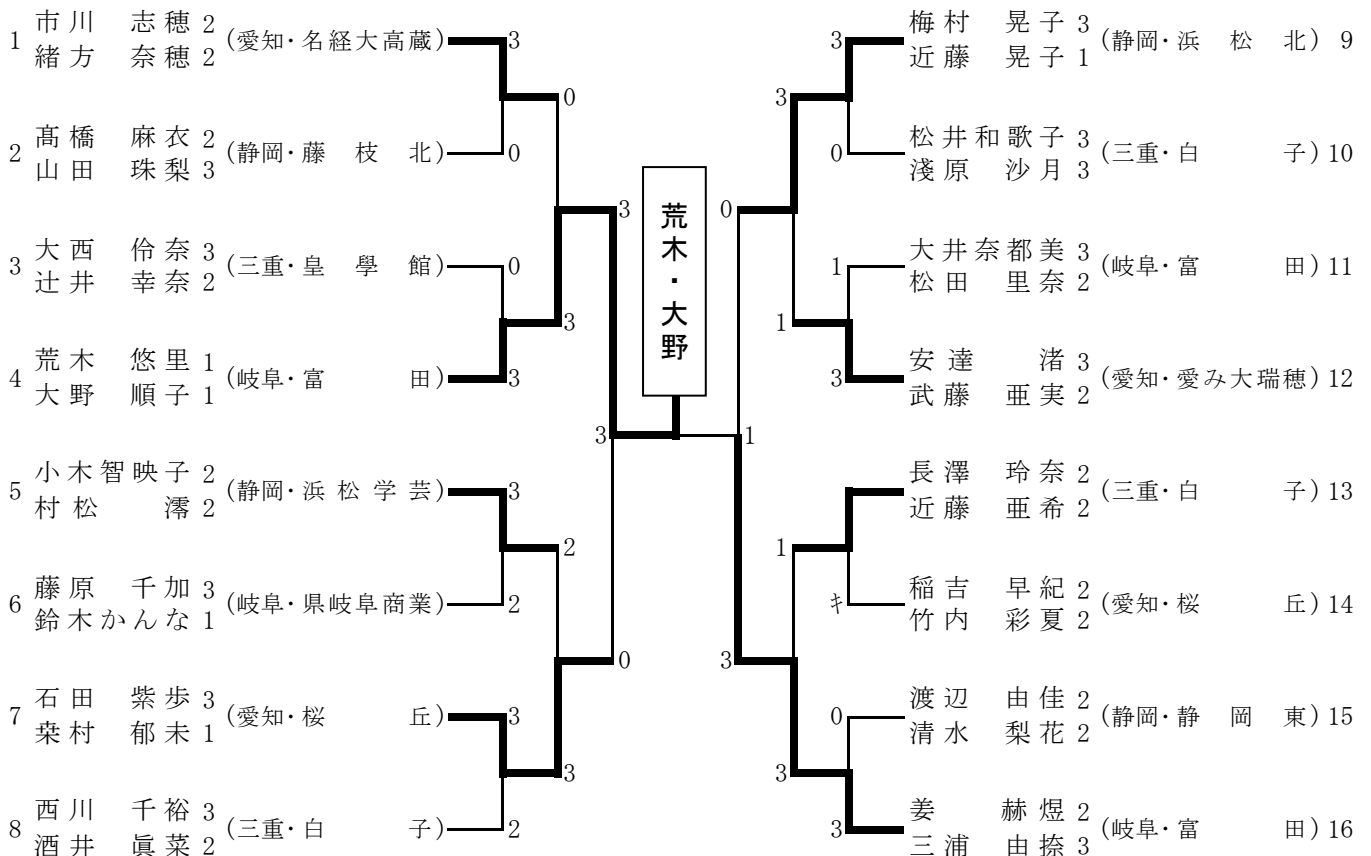 1 市川 志穂 2 (愛知・名経大高蔵) 3
緒方 奈穂 2
0
2 髙橋 麻衣 2 (静岡・藤枝北) 0
山田 珠梨 3
3
3 大西 伶奈 3 (三重・皇學館) 0
辻井 幸奈 2
3
4 荒木 悠里 1 (岐阜・富田) 3
大野 順子 1
3
5 小木智映子 2 (静岡・浜松学芸) 3
村松 澪 2
2
6 藤原 千加 3 (岐阜・県岐阜商業) 2
鈴木かんな 1
0
7 石田 紫歩 3 (愛知・桜丘) 3
桒村 郁未 1
3
8 西川 千裕 3 (三重・白子) 2
酒井 眞菜 2
荒木・大野
3 梅村 晃子 3 (静岡・浜松北) 9
近藤 晃子 1
3
0 松井和歌子 3 (三重・白子) 10
淺原 沙月 3
0
1 大井奈都美 3 (岐阜・富田) 11
松田 里奈 2
1
3 安達 渚 3 (愛知・愛み大瑞穂) 12
武藤 亜実 2
1
長澤 玲奈 2 (三重・白子) 13
近藤 亜希 2
1
キ 稲吉 早紀 2 (愛知・桜丘) 14
竹内 彩夏 2
3
0 渡辺 由佳 2 (静岡・静岡東) 15
清水 梨花 2
3
3 姜 赫煜 2 (岐阜・富田) 16
三浦 由捺 3